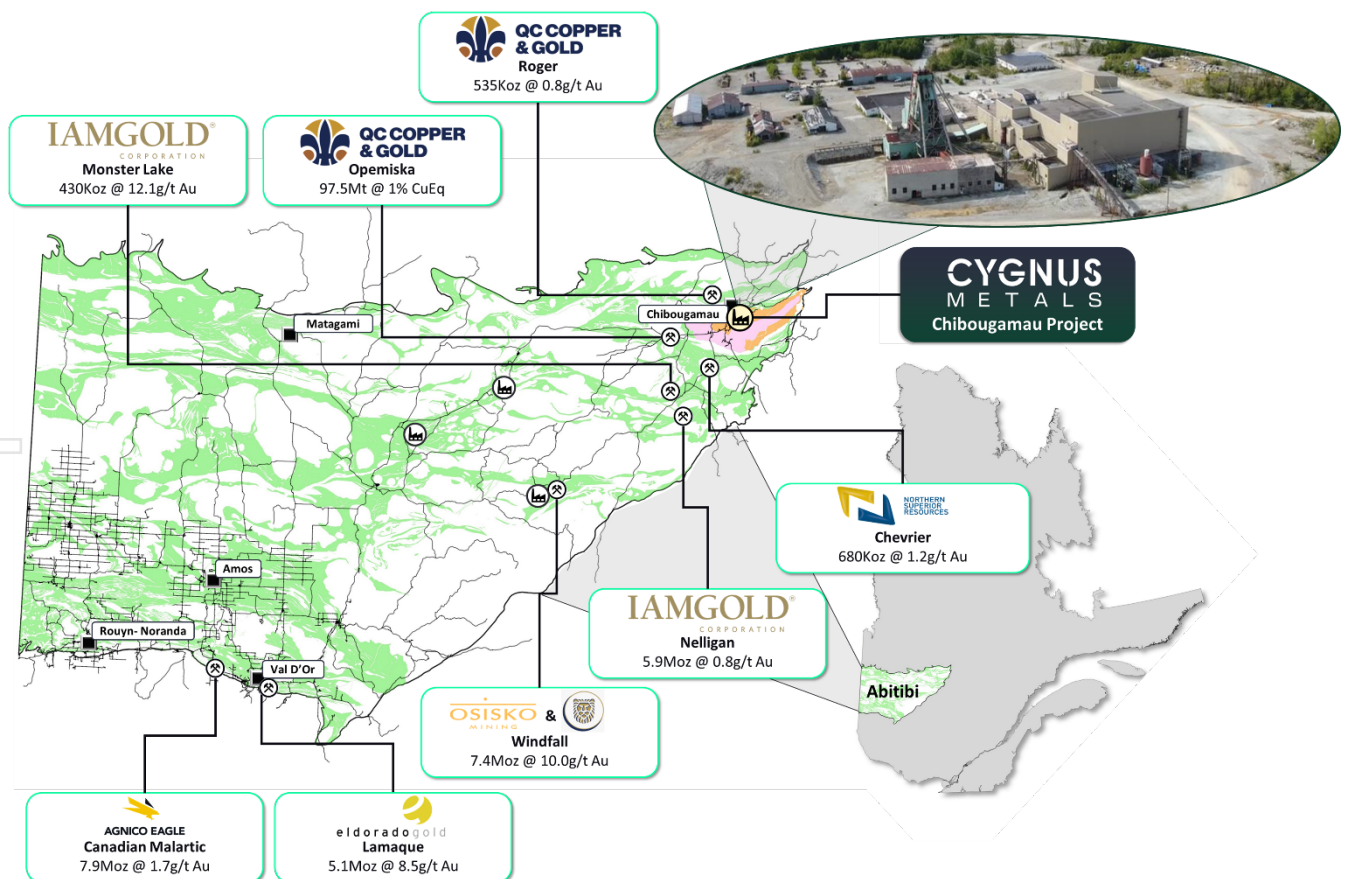 QC COPPER
& GOLD
Roger
535Koz @ 0.8g/t Au
IAMGOLD®
CORPORATION
Monster Lake
430Koz @ 12.1g/t Au
QC COPPER
& GOLD
Opemiska
97.5Mt @ 1% CuEq
CYGNUS
METALS
Chibougamau Project
Chibougamau
Matagami
NORTHERN
SUPERIOR
RESOURCES
Chevrier
680Koz @ 1.2g/t Au
Amos
IAMGOLD®
CORPORATION
Nelligan
5.9Moz @ 0.8g/t Au
Rouyn- Noranda
Val D'Or
Abitibi
OSISKO
MINING
&
Windfall
7.4Moz @ 10.0g/t Au
AGNICO EAGLE
Canadian Malartic
7.9Moz @ 1.7g/t Au
eldoradogold
Lamaque
5.1Moz @ 8.5g/t Au